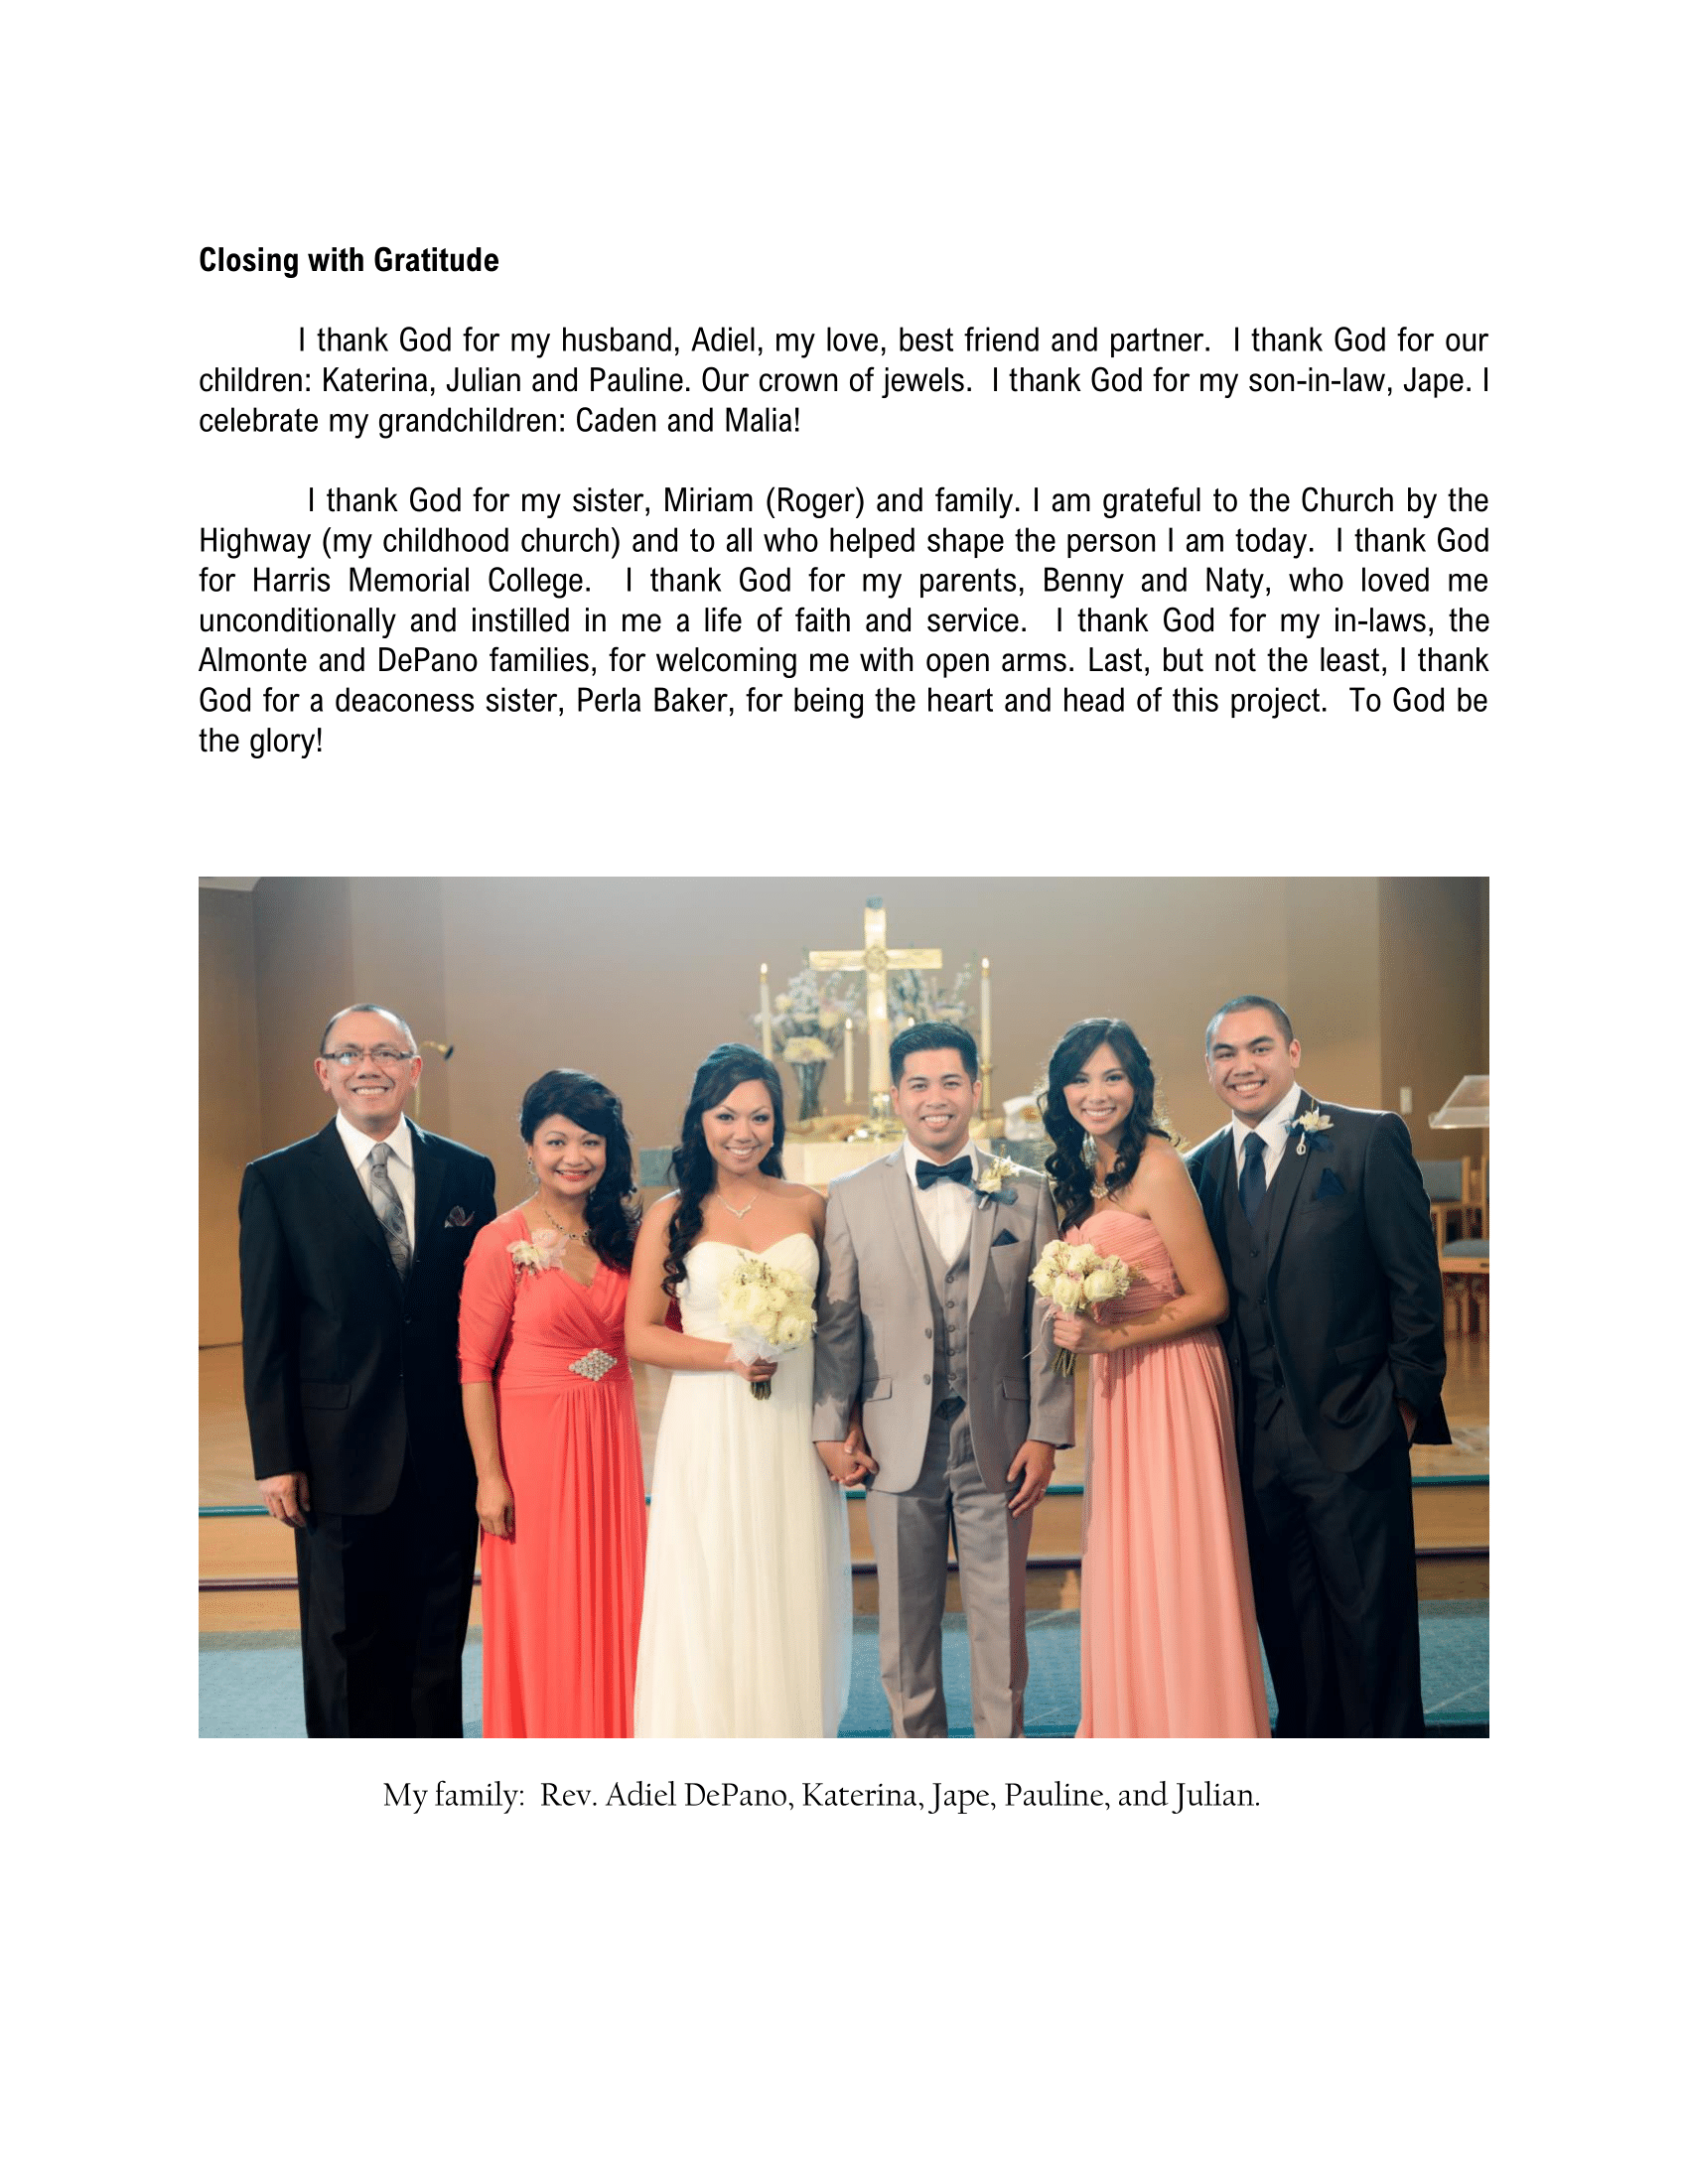 Closing with Gratitude
I thank God for my husband, Adiel, my love, best friend and partner.  I thank God for our
children: Katerina, Julian and Pauline. Our crown of jewels.  I thank God for my son-in-law, Jape. I
celebrate my grandchildren: Caden and Malia!
I thank God for my sister, Miriam (Roger) and family. I am grateful to the Church by the
Highway (my childhood church) and to all who helped shape the person I am today.  I thank God
for Harris Memorial College.  I thank God for my parents, Benny and Naty, who loved me
unconditionally and instilled in me a life of faith and service.  I thank God for my in-laws, the
Almonte and DePano families, for welcoming me with open arms. Last, but not the least, I thank
God for a deaconess sister, Perla Baker, for being the heart and head of this project.  To God be
the glory!
My family:  Rev. Adiel DePano, Katerina, Jape, Pauline, and Julian.